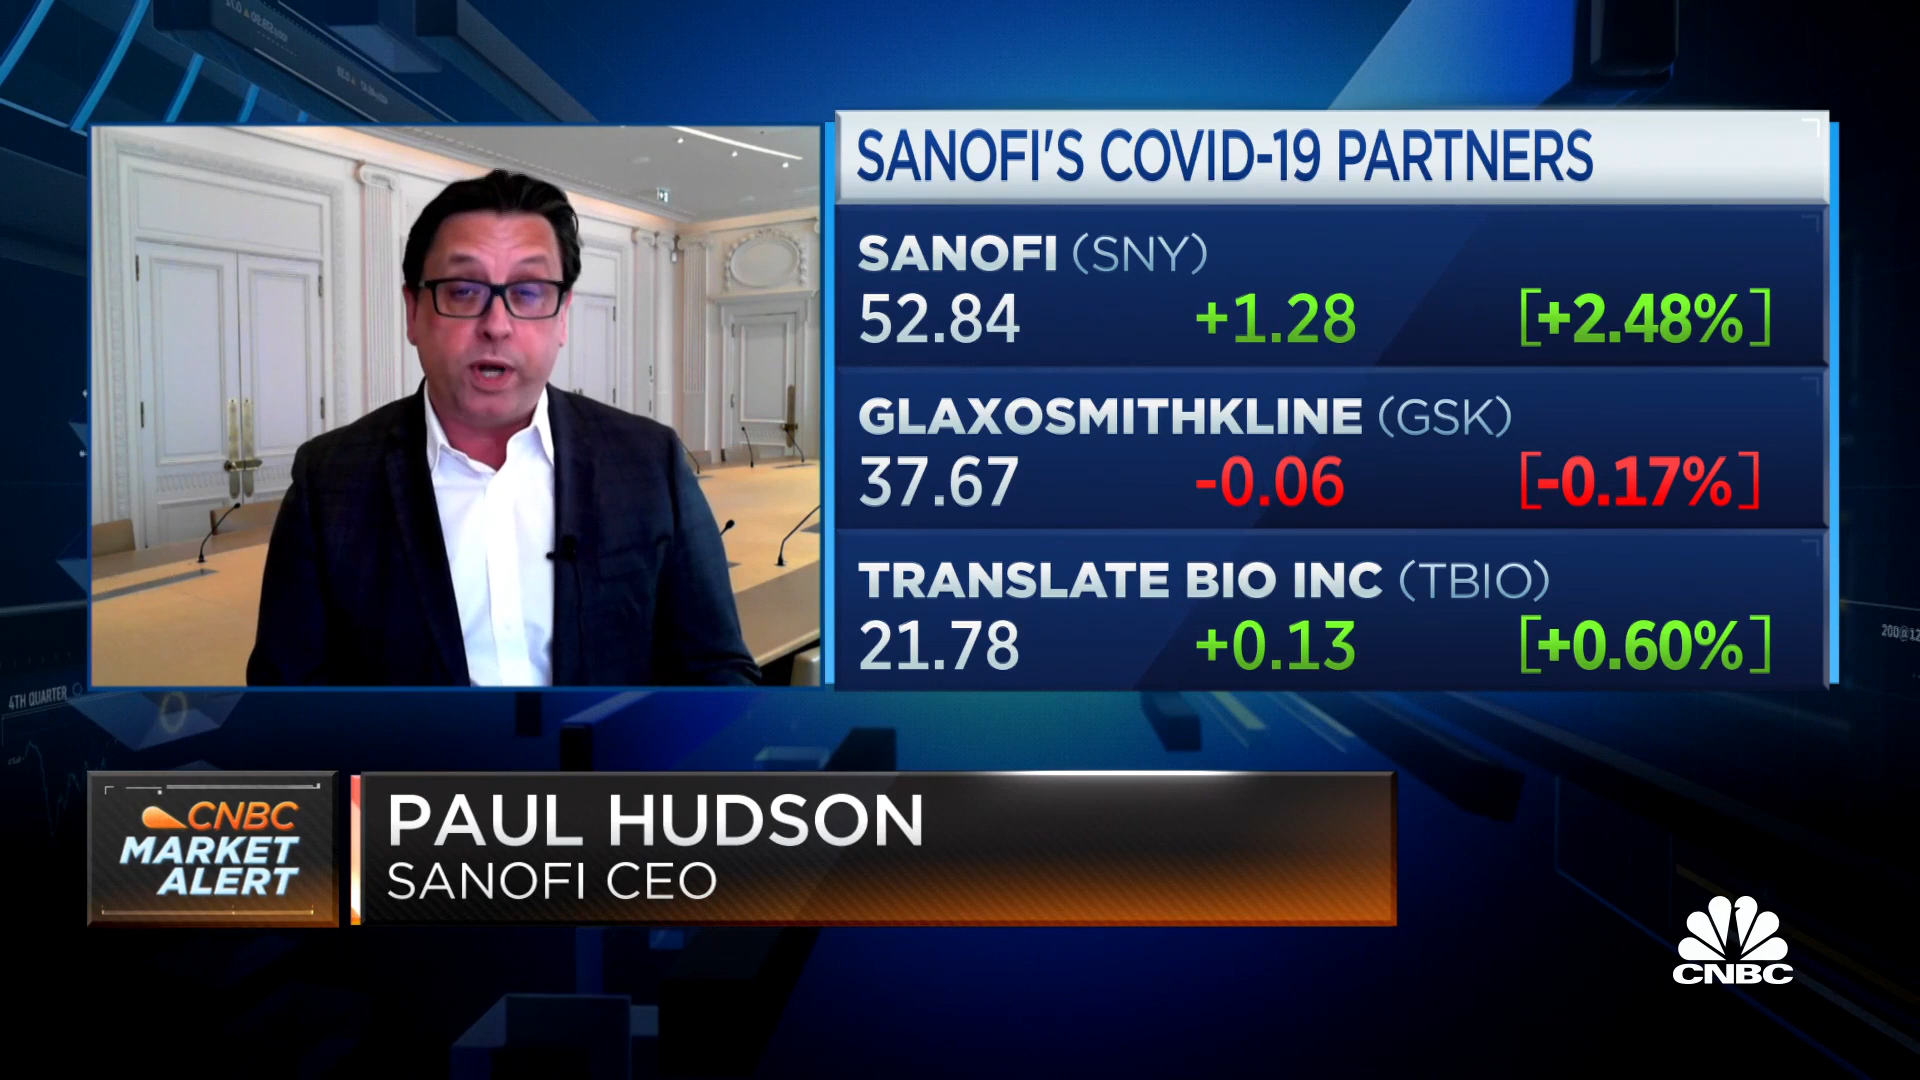 SANOFI'S COVID-19 PARTNERS
SANOFI (SNY)
52.84 +1.28 [+2.48%]
GLAXOSMITHKLINE (GSK)
37.67 -0.06 [-0.17%]
TRANSLATE BIO INC (TBIO)
21.78 +0.13 [+0.60%]
4TH QUARTER
CNBC
MARKET
ALERT
PAUL HUDSON
SANOFI CEO
CNBC